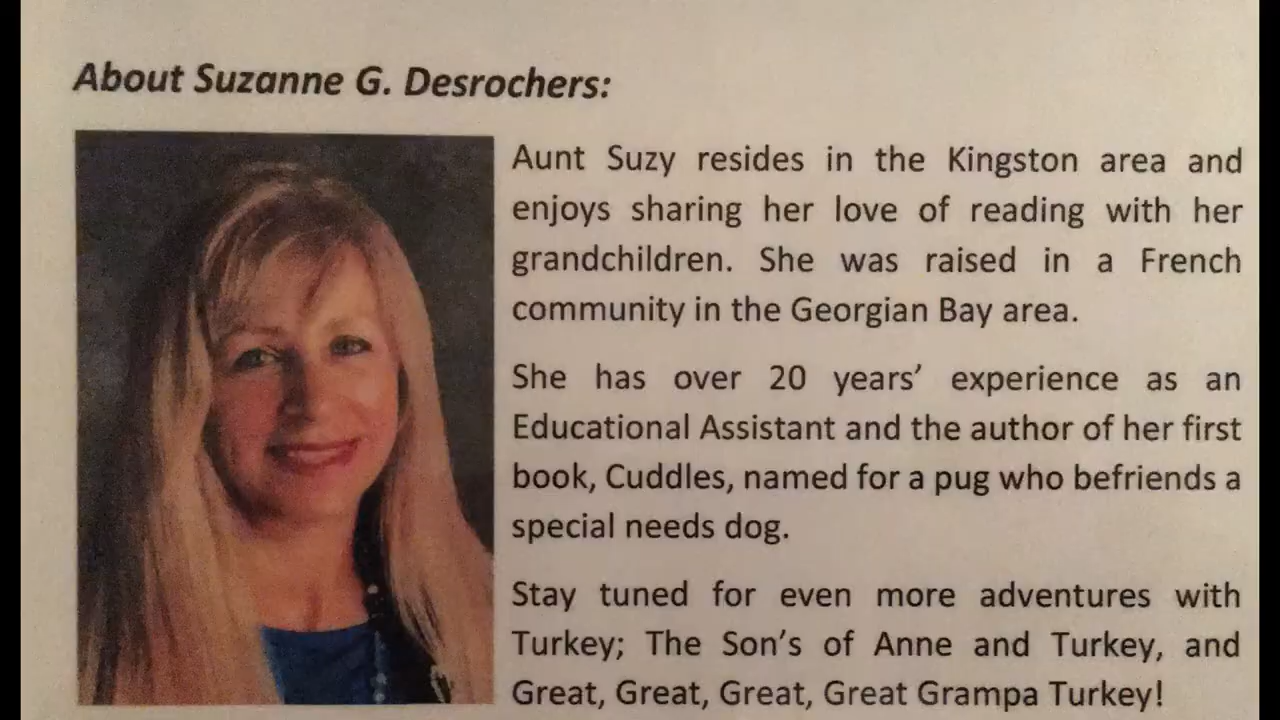 About Suzanne G. Desrochers:
Aunt Suzy resides in the Kingston area and
enjoys sharing her love of reading with her
grandchildren. She was raised in a French
community in the Georgian Bay area.
She has over 20 years’ experience as an
Educational Assistant and the author of her first
book, Cuddles, named for a pug who befriends a
special needs dog.
Stay tuned for even more adventures with
Turkey; The Son’s of Anne and Turkey, and
Great, Great, Great, Great Grampa Turkey!